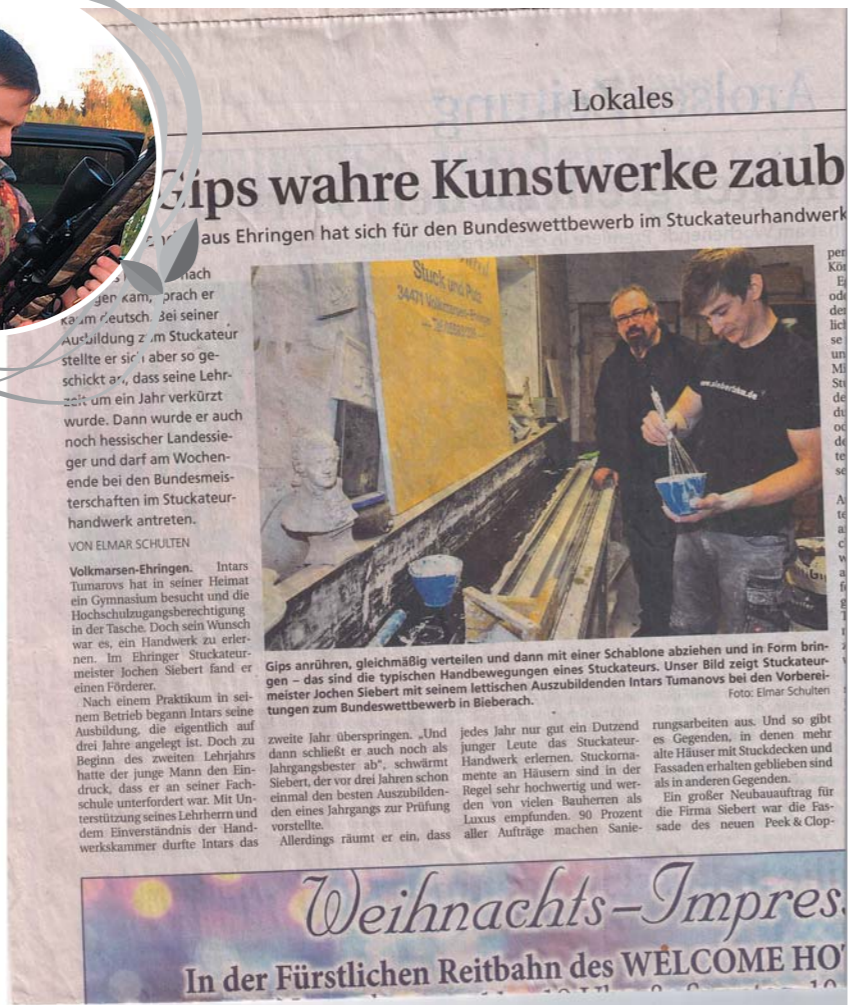 Lokales
Gips wahre Kunstwerke zaub
aus Ehringen hat sich für den Bundeswettbewerb im Stuckateurhandwerk
nach
kam, sprach er
kaum deutsch. Bei seiner
Ausbildung zum Stuckateur
stellte er sich aber so ge-
schickt an, dass seine Lehr-
zeit um ein Jahr verkürzt
wurde. Dann wurde er auch
noch hessischer Landessie-
ger und darf am Wochen-
ende bei den Bundesmeis-
terschaften im Stuckateur-
handwerk antreten.
VON ELMAR SCHULTEN
Volkmarsen-Ehringen. Intars
Tumarovs hat in seiner Heimat
ein Gymnasium besucht und die
Hochschulzugangsberechtigung
in der Tasche. Doch sein Wunsch
war es, ein Handwerk zu erler-
nen. Im Ehringer Stuckateur-
meister Jochen Siebert fand er
einen Förderer.
Nach einem Praktikum in sei-
nem Betrieb begann Intars seine
Ausbildung, die eigentlich auf
drei Jahre angelegt ist. Doch zu
Beginn des zweiten Lehrjahrs
hatte der junge Mann den Ein-
druck, dass er an seiner Fach-
schule unterfordert war. Mit Un-
terstützung seines Lehrherrn und
dem Einverständnis der Hand-
werkskammer durfte Intars das
Stuck und Putz
34471 Volkmarsen-Ehringen
www.siebertbkm.de
Gips anrühren, gleichmäßig verteilen und dann mit einer Schablone abziehen und in Form brin-
gen – das sind die typischen Handbewegungen eines Stuckateurs. Unser Bild zeigt Stuckateur-
meister Jochen Siebert mit seinem lettischen Auszubildenden Intars Tumanovs bei den Vorberei-
tungen zum Bundeswettbewerb in Bieberach.
Foto: Elmar Schulten
zweite Jahr überspringen. „Und
dann schließt er auch noch als
Jahrgangsbester ab", schwärmt
Siebert, der vor drei Jahren schon
einmal den besten Auszubilden-
den eines Jahrgangs zur Prüfung
vorstellte.
Allerdings räumt er ein, dass
jedes Jahr nur gut ein Dutzend
junger Leute das Stuckateur-
Handwerk erlernen. Stuckorna-
mente an Häusern sind in der
Regel sehr hochwertig und wer-
den von vielen Bauherren als
Luxus empfunden. 90 Prozent
aller Aufträge machen Sanie-
rungsarbeiten aus. Und so gibt
es Gegenden, in denen mehr
alte Häuser mit Stuckdecken und
Fassaden erhalten geblieben sind
als in anderen Gegenden.
Ein großer Neubauauftrag für
die Firma Siebert war die Fas-
sade des neuen Peek & Clop-
Weihnachts-Impres
In der Fürstlichen Reitbahn des WELCOME HO